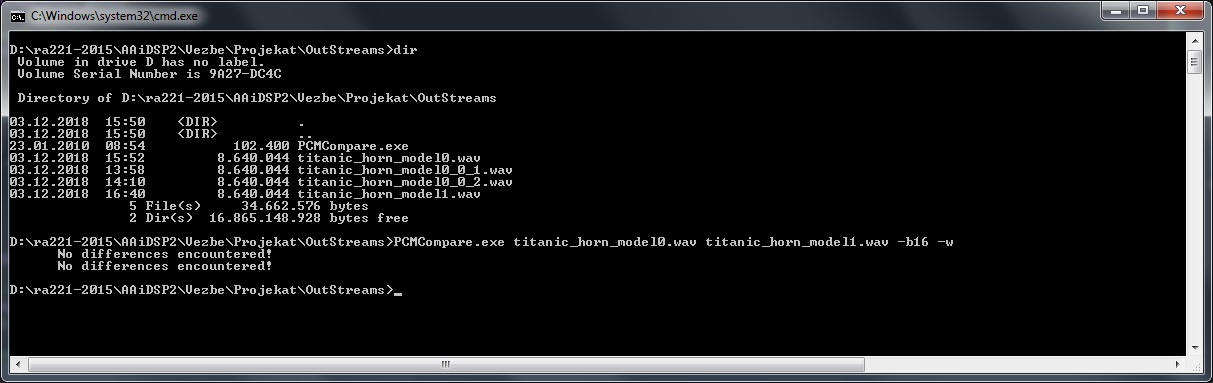 C:\Windows\system32\cmd.exe
D:\ra221-2015\AAiDSP2\Vezbe\Projekat\OutStreams>dir
Volume in drive D has no label.
Volume Serial Number is 9A27-DC4C
Directory of D:\ra221-2015\AAiDSP2\Vezbe\Projekat\OutStreams
03.12.2018  15:50    <DIR>          .
03.12.2018  15:50    <DIR>          ..
23.01.2010  08:54           102.400 PCMCompare.exe
03.12.2018  15:52         8.640.044 titanic_horn_model0.wav
03.12.2018  13:58         8.640.044 titanic_horn_model0_0_1.wav
03.12.2018  14:10         8.640.044 titanic_horn_model0_0_2.wav
03.12.2018  16:40         8.640.044 titanic_horn_model1.wav
5 File(s)     34.662.576 bytes
2 Dir(s)  16.865.148.928 bytes free
D:\ra221-2015\AAiDSP2\Vezbe\Projekat\OutStreams>PCMCompare.exe titanic_horn_model0.wav titanic_horn_model1.wav -b16 -w
No differences encountered!
No differences encountered!
D:\ra221-2015\AAiDSP2\Vezbe\Projekat\OutStreams>_